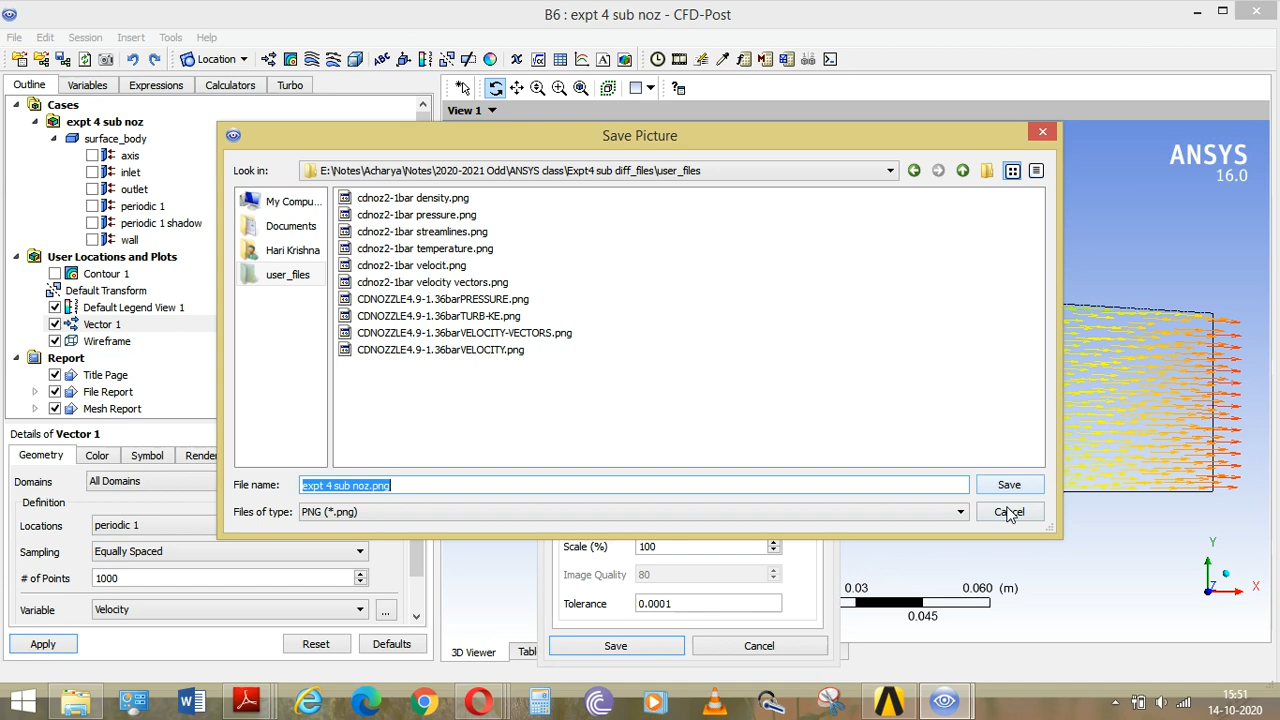 B6 : expt 4 sub noz - CFD-Post
File Edit Session Insert Tools Help
Location
Outline Variables Expressions Calculators Turbo
Cases
expt 4 sub noz
surface_body
axis
inlet
outlet
periodic 1
periodic 1 shadow
wall
User Locations and Plots
Contour 1
Default Transform
Default Legend View 1
Vector 1
Wireframe
Report
Title Page
File Report
Mesh Report
Details of Vector 1
Geometry Color Symbol Render
Domains All Domains
Definition
Locations periodic 1
Sampling Equally Spaced
# of Points 1000
Variable Velocity ...
Apply Reset Defaults
View 1
ANSYS
16.0
Save Picture
Look in: E:\Notes\Acharya\Notes\2020-2021 Odd\ANSYS class\Expt4 sub diff_files\user_files
My Compu...
Documents
Hari Krishna
user_files
cdnoz2-1bar density.png
cdnoz2-1bar pressure.png
cdnoz2-1bar streamlines.png
cdnoz2-1bar temperature.png
cdnoz2-1bar velocit.png
cdnoz2-1bar velocity vectors.png
CDNOZZLE4.9-1.36barPRESSURE.png
CDNOZZLE4.9-1.36barTURB-KE.png
CDNOZZLE4.9-1.36barVELOCITY-VECTORS.png
CDNOZZLE4.9-1.36barVELOCITY.png
File name: expt 4 sub noz.png Save
Files of type: PNG (*.png) Cancel
Scale (%) 100
Image Quality 80
Tolerance 0.0001
Save Cancel
0.03 0.060 (m)
0.045
Y
Z X
3D Viewer Tabl
15:51
14-10-2020